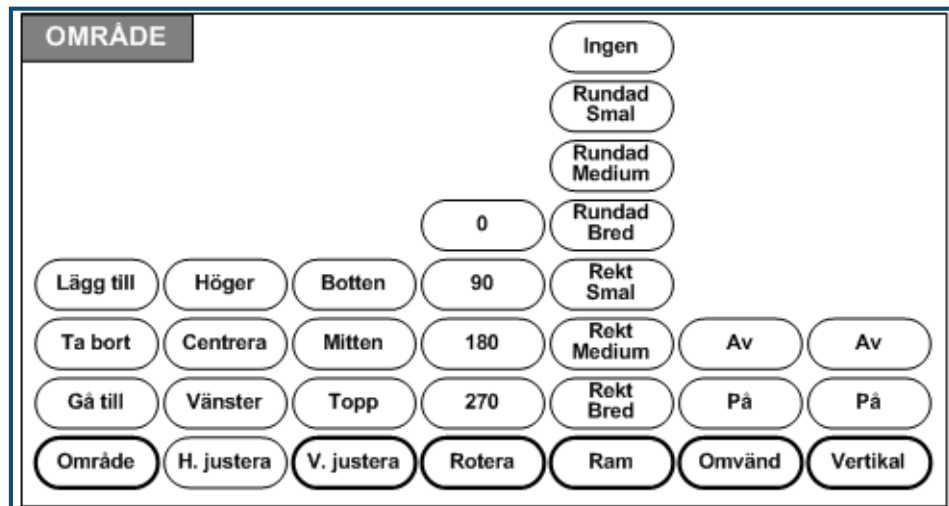 OMRÅDE
Ingen
Rundad
Smal
Rundad
Medium
0
Rundad
Bred
Lägg till
Höger
Botten
90
Rekt
Smal
Ta bort
Centrera
Mitten
180
Rekt
Medium
Av
Av
Gå till
Vänster
Topp
270
Rekt
Bred
På
På
Område
H. justera
V. justera
Rotera
Ram
Omvänd
Vertikal